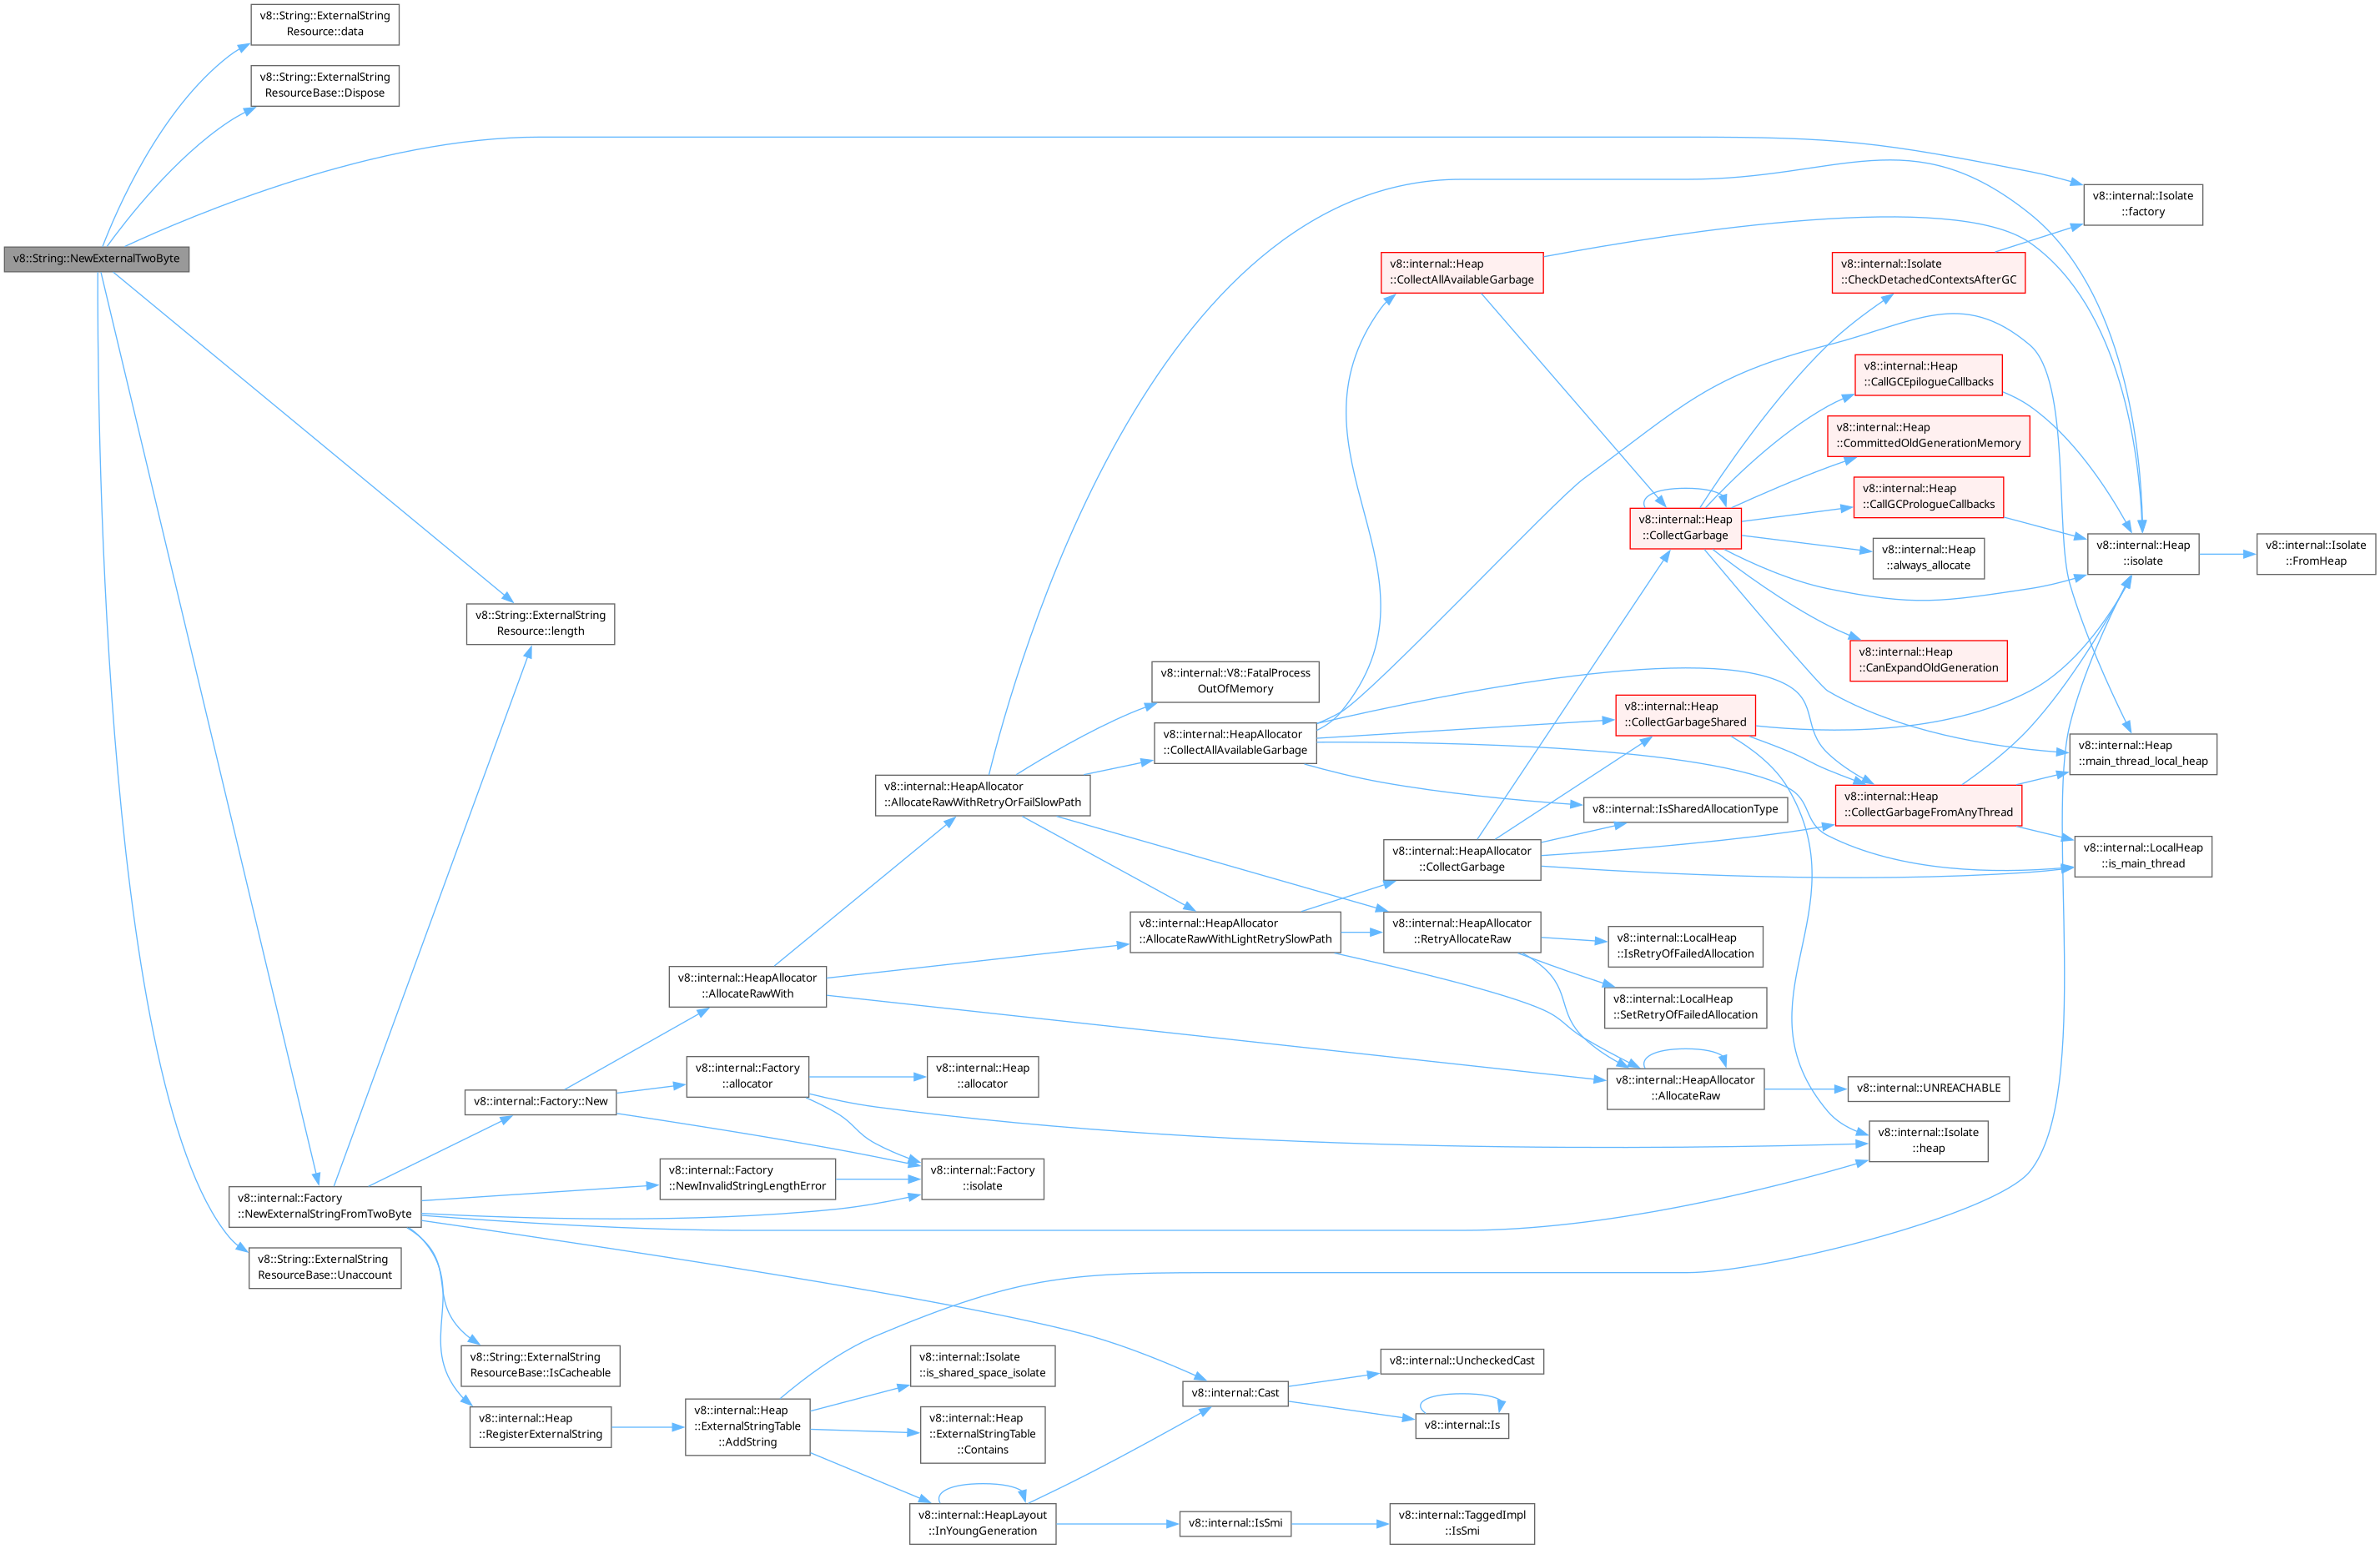 v8::String::ExternalString
Resource::data
v8::String::ExternalString
ResourceBase::Dispose
v8::internal::Isolate
::factory
v8::String::NewExternalTwoByte
v8::internal::Heap
::CollectAllAvailableGarbage
v8::internal::Isolate
::CheckDetachedContextsAfterGC
v8::internal::Heap
::CallGCEpilogueCallbacks
v8::internal::Heap
::CommittedOldGenerationMemory
v8::internal::Heap
::CallGCPrologueCallbacks
v8::internal::Heap
::CollectGarbage
v8::internal::Heap
::always_allocate
v8::internal::Heap
::isolate
v8::internal::Isolate
::FromHeap
v8::String::ExternalString
Resource::length
v8::internal::Heap
::CanExpandOldGeneration
v8::internal::V8::FatalProcess
OutOfMemory
v8::internal::Heap
::CollectGarbageShared
v8::internal::HeapAllocator
::CollectAllAvailableGarbage
v8::internal::Heap
::main_thread_local_heap
v8::internal::HeapAllocator
::AllocateRawWithRetryOrFailSlowPath
v8::internal::IsSharedAllocationType
v8::internal::Heap
::CollectGarbageFromAnyThread
v8::internal::HeapAllocator
::CollectGarbage
v8::internal::LocalHeap
::is_main_thread
v8::internal::HeapAllocator
::AllocateRawWithLightRetrySlowPath
v8::internal::HeapAllocator
::RetryAllocateRaw
v8::internal::LocalHeap
::IsRetryOfFailedAllocation
v8::internal::HeapAllocator
::AllocateRawWith
v8::internal::LocalHeap
::SetRetryOfFailedAllocation
v8::internal::Factory::New
v8::internal::Factory
::allocator
v8::internal::Heap
::allocator
v8::internal::HeapAllocator
::AllocateRaw
v8::internal::UNREACHABLE
v8::internal::Isolate
::heap
v8::internal::Factory
::NewInvalidStringLengthError
v8::internal::Factory
::isolate
v8::internal::Factory
::NewExternalStringFromTwoByte
v8::String::ExternalString
ResourceBase::Unaccount
v8::String::ExternalString
ResourceBase::IsCacheable
v8::internal::Isolate
::is_shared_space_isolate
v8::internal::UncheckedCast
v8::internal::Cast
v8::internal::Heap
::RegisterExternalString
v8::internal::Heap
::ExternalStringTable
::AddString
v8::internal::Heap
::ExternalStringTable
::Contains
v8::internal::Is
v8::internal::HeapLayout
::InYoungGeneration
v8::internal::IsSmi
v8::internal::TaggedImpl
::IsSmi